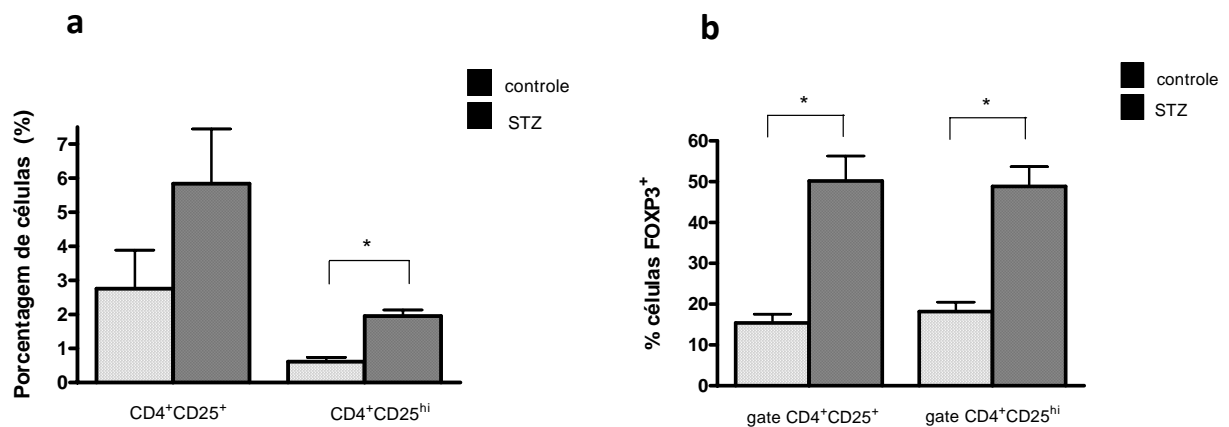 a
controle
STZ
Porcentagem de células (%)
7
6
5
4
3
2
1
0
*
CD4⁺CD25⁺
CD4⁺CD25ʰⁱ
b
controle
STZ
% células FOXP3⁺
60
50
40
30
20
10
0
*
*
gate CD4⁺CD25⁺
gate CD4⁺CD25ʰⁱ